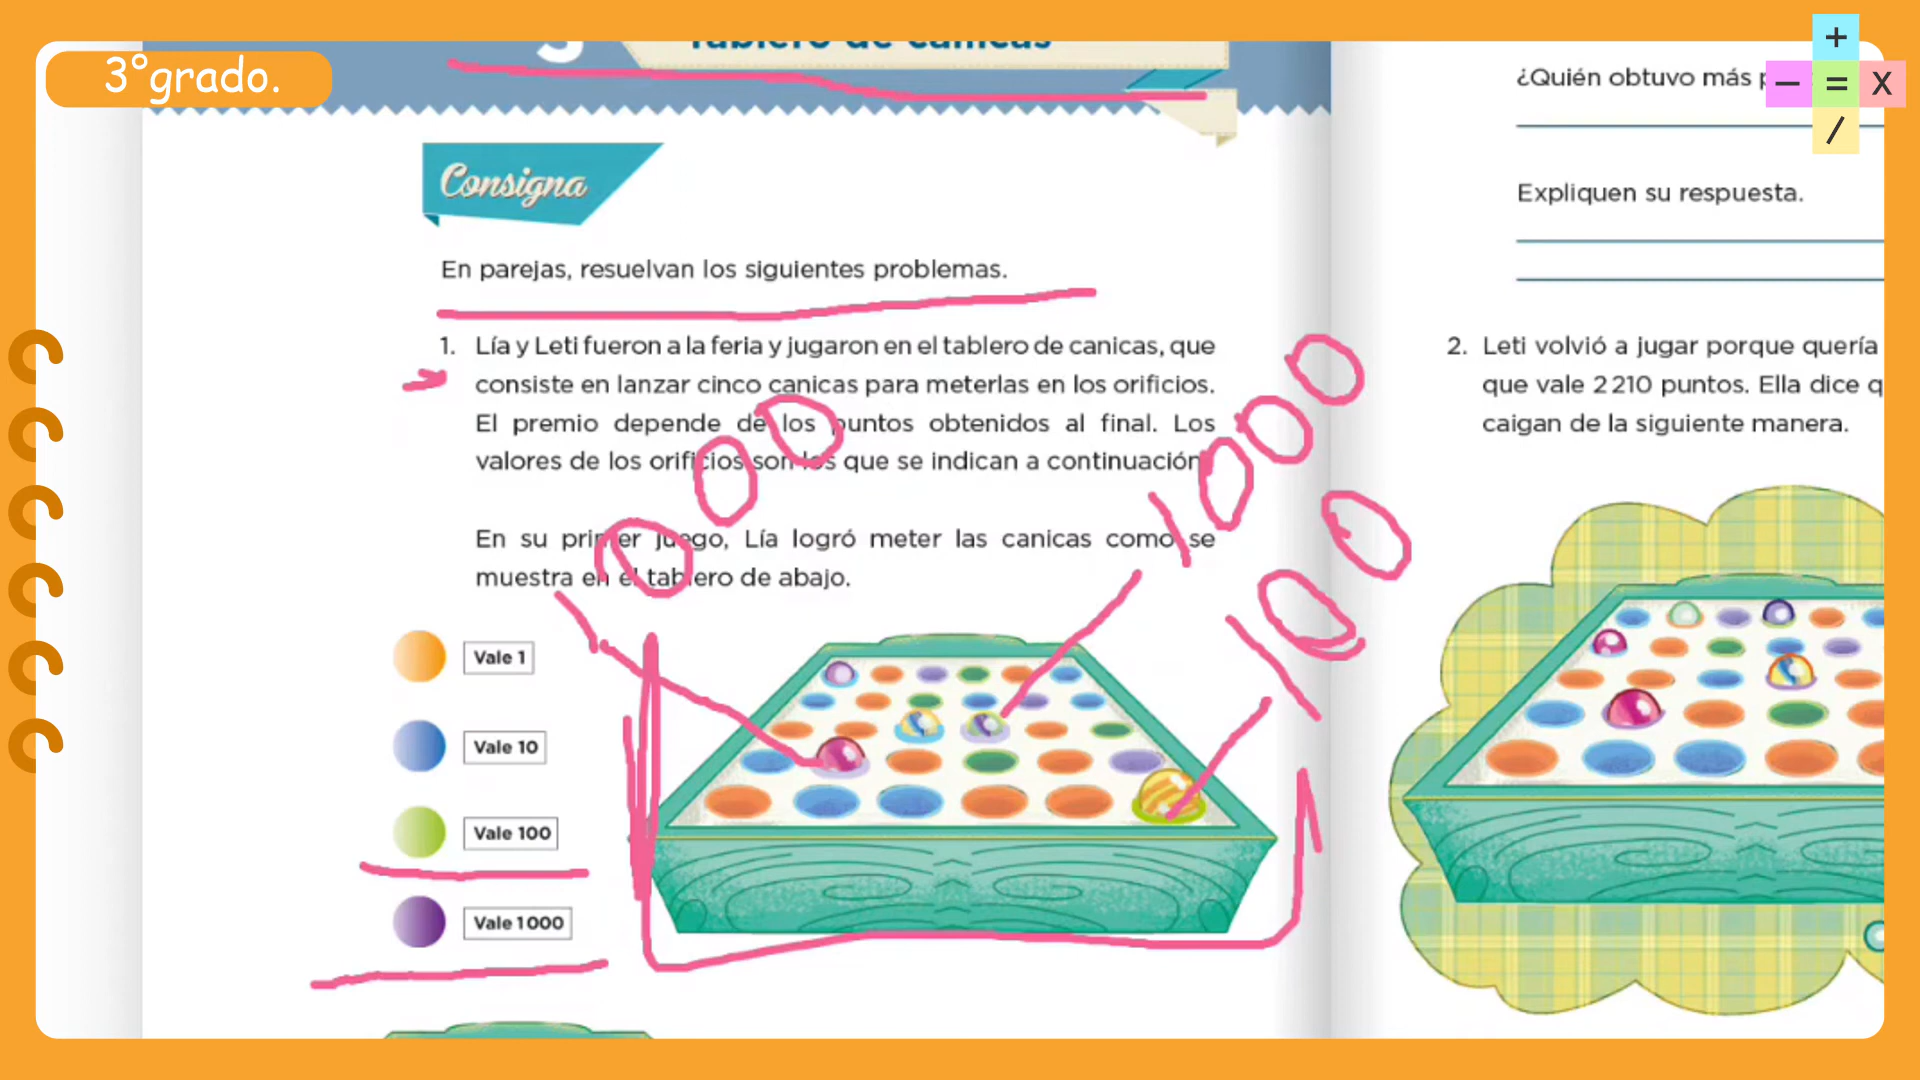 3°grado.
Tablero de canicas
Consigna
En parejas, resuelvan los siguientes problemas.
1. Lía y Leti fueron a la feria y jugaron en el tablero de canicas, que
consiste en lanzar cinco canicas para meterlas en los orificios.
El premio depende de los puntos obtenidos al final. Los
valores de los orificios son los que se indican a continuación
En su primer juego, Lía logró meter las canicas como se
muestra en el tablero de abajo.
1000
1000
100
Vale 1
Vale 10
Vale 100
Vale 1 000
¿Quién obtuvo más
Expliquen su respuesta.
2. Leti volvió a jugar porque quería
que vale 2 210 puntos. Ella dice q
caigan de la siguiente manera.
+
− = X
/